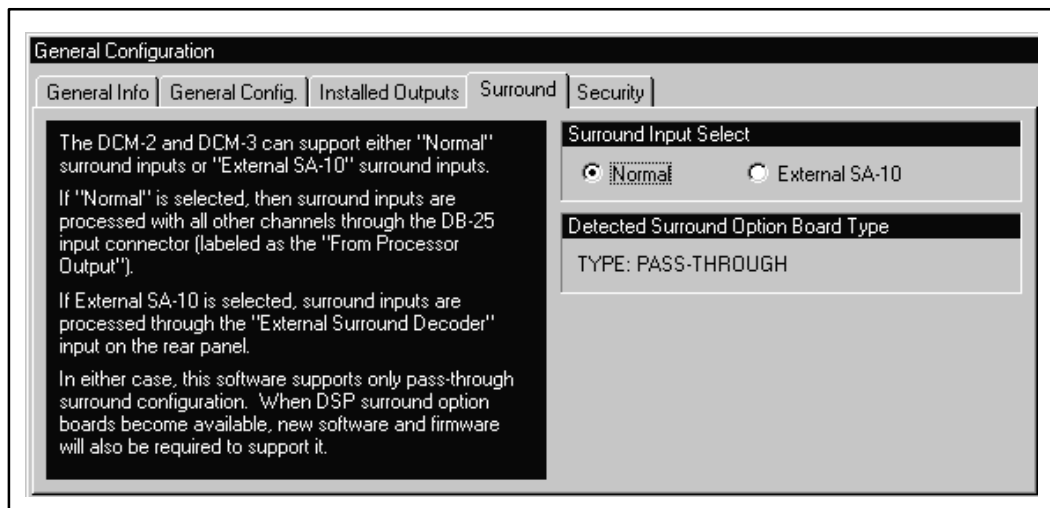 General Configuration
General Info
General Config.
Installed Outputs
Surround
Security
The DCM-2 and DCM-3 can support either "Normal"
surround inputs or "External SA-10" surround inputs.
If "Normal" is selected, then surround inputs are
processed with all other channels through the DB-25
input connector (labeled as the "From Processor
Output").
If External SA-10 is selected, surround inputs are
processed through the "External Surround Decoder"
input on the rear panel.
In either case, this software supports only pass-through
surround configuration. When DSP surround option
boards become available, new software and firmware
will also be required to support it.
Surround Input Select
Normal
External SA-10
Detected Surround Option Board Type
TYPE: PASS-THROUGH